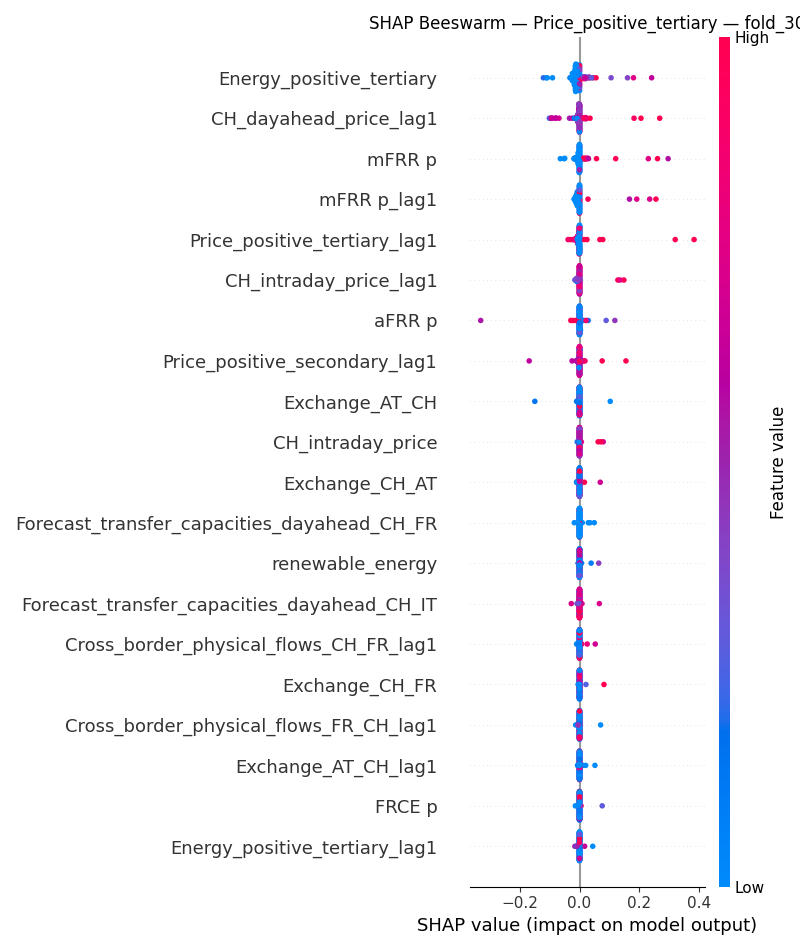 SHAP Beeswarm — Price_positive_tertiary — fold_30
High
Energy_positive_tertiary
CH_dayahead_price_lag1
mFRR p
mFRR p_lag1
Price_positive_tertiary_lag1
CH_intraday_price_lag1
aFRR p
Price_positive_secondary_lag1
Exchange_AT_CH
CH_intraday_price
Exchange_CH_AT
Forecast_transfer_capacities_dayahead_CH_FR
renewable_energy
Forecast_transfer_capacities_dayahead_CH_IT
Cross_border_physical_flows_CH_FR_lag1
Exchange_CH_FR
Cross_border_physical_flows_FR_CH_lag1
Exchange_AT_CH_lag1
FRCE p
Energy_positive_tertiary_lag1
Feature value
Low
−0.2 0.0 0.2 0.4
SHAP value (impact on model output)